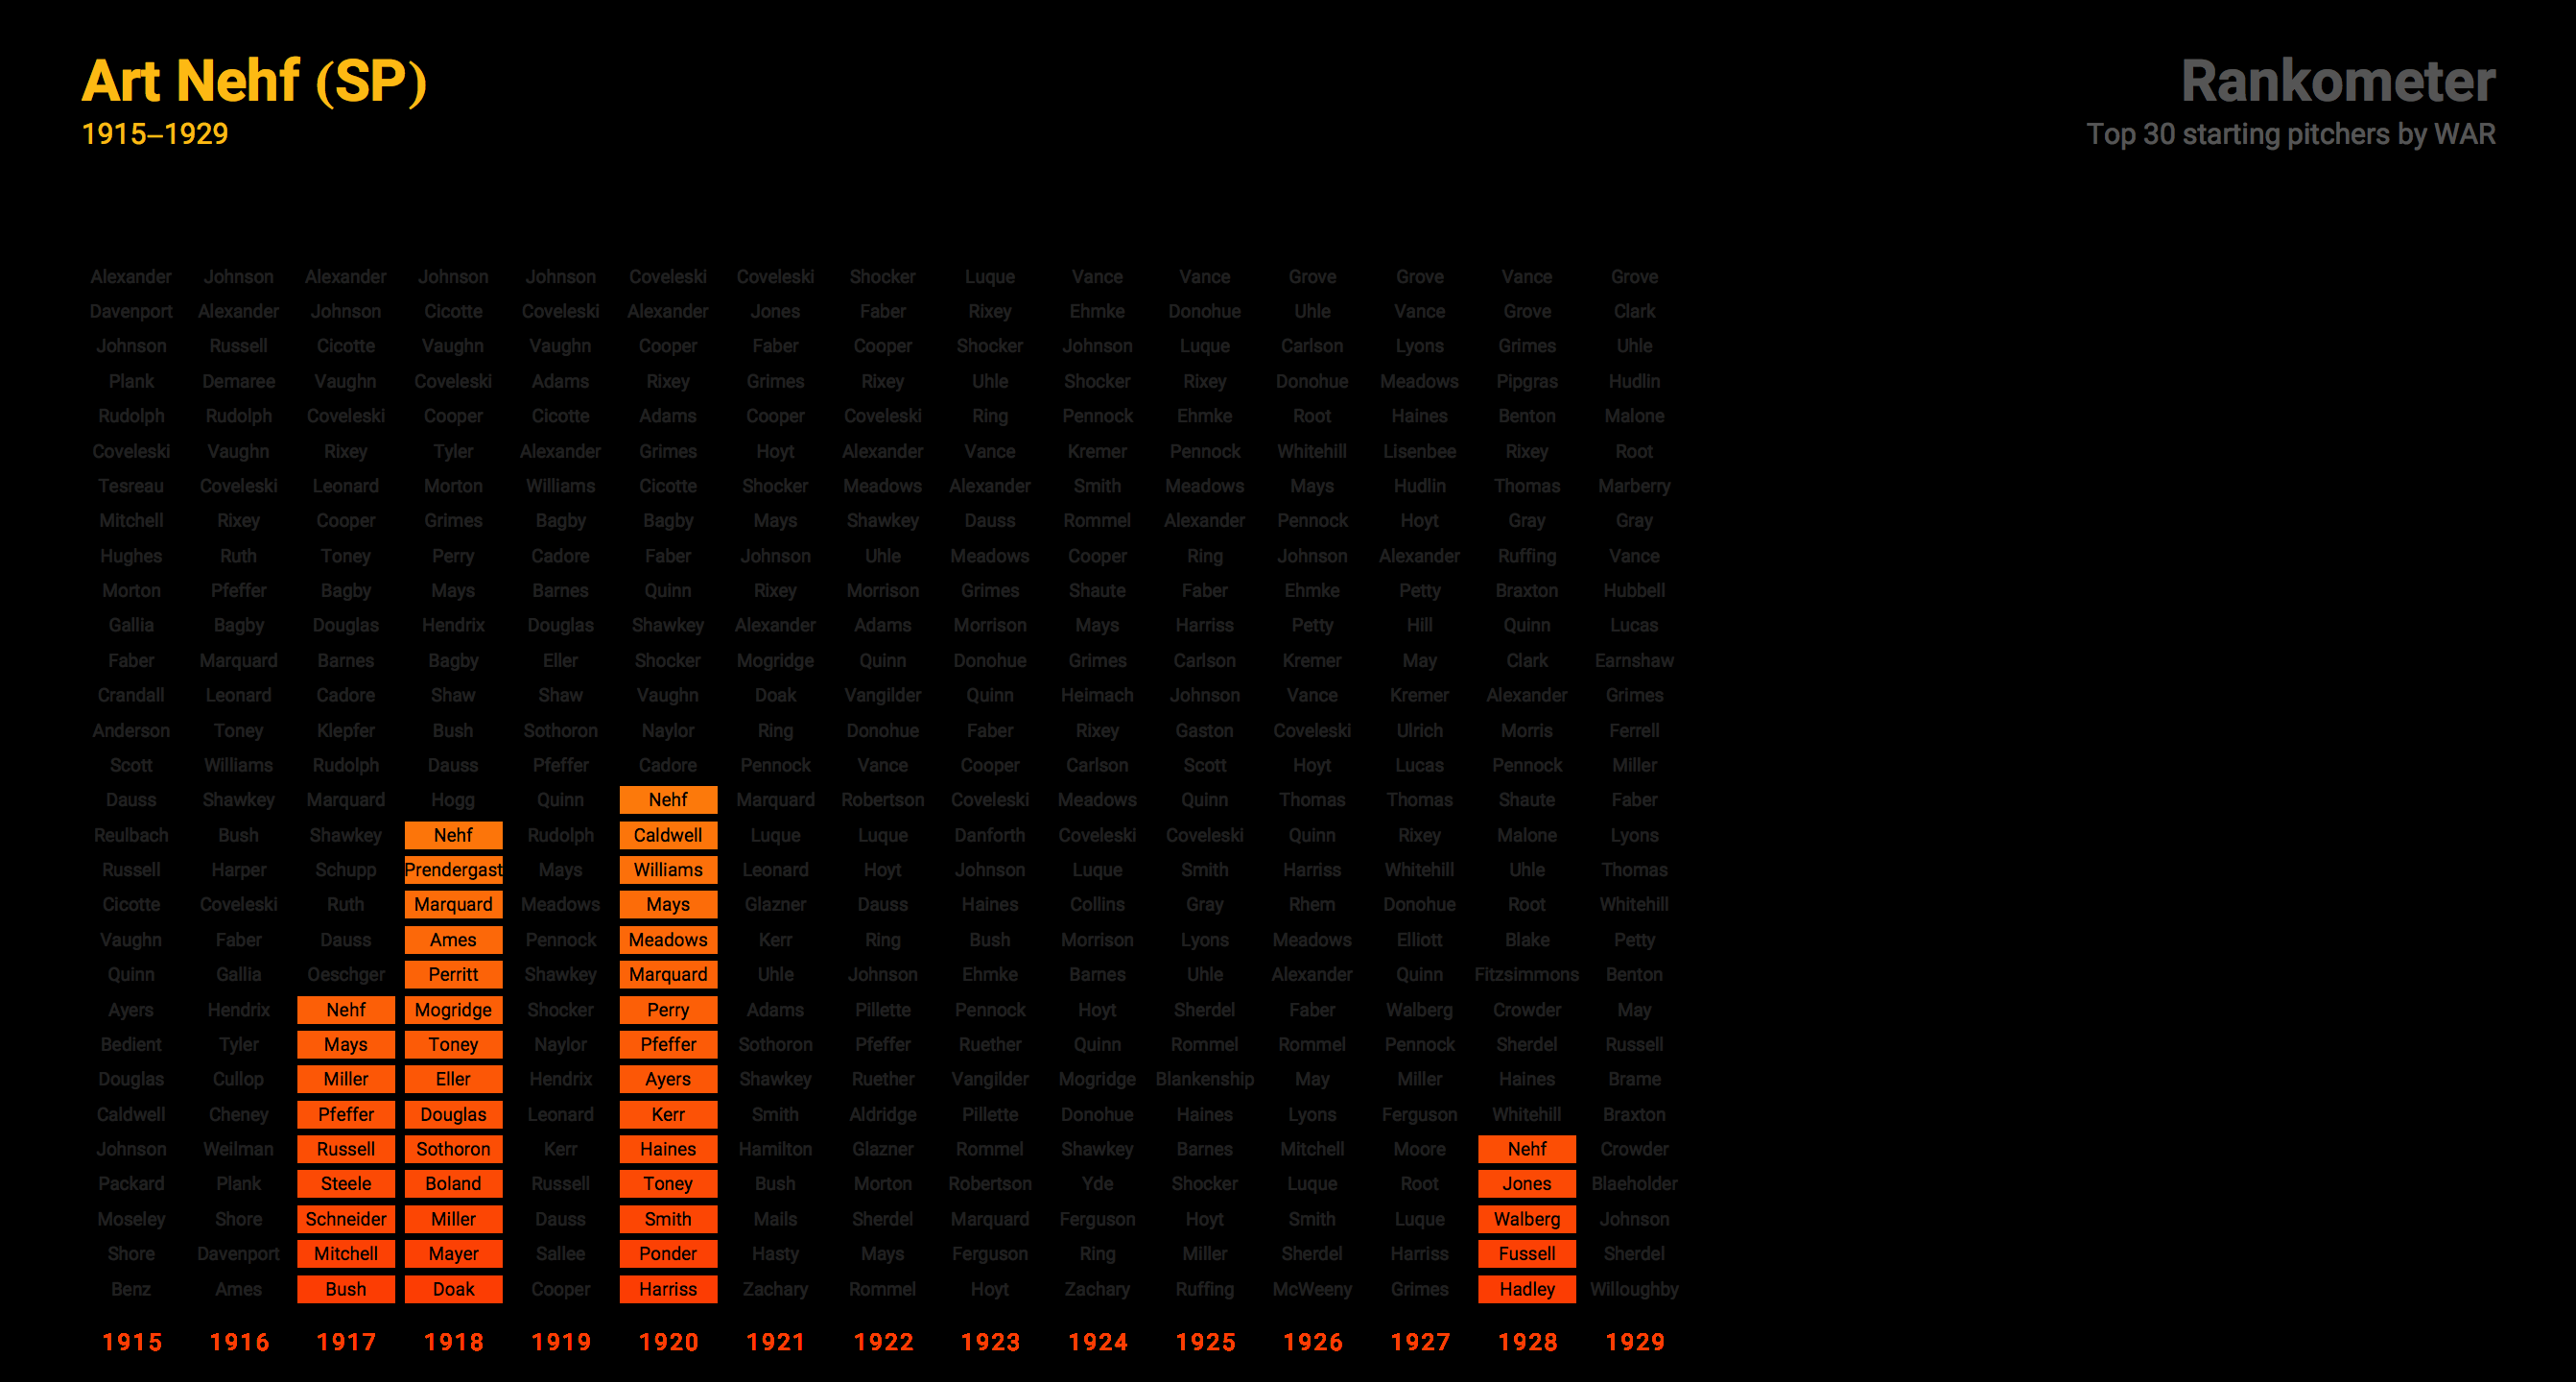 Art Nehf (SP)
1915–1929
Rankometer
Top 30 starting pitchers by WAR
Alexander Johnson Alexander Johnson Johnson Coveleski Coveleski Shocker Luque Vance Vance Grove Grove Vance Grove
Davenport Alexander Johnson Cicotte Coveleski Alexander Jones Faber Rixey Ehmke Donohue Uhle Vance Grove Clark
Johnson Russell Cicotte Vaughn Vaughn Cooper Faber Cooper Shocker Johnson Luque Carlson Lyons Grimes Uhle
Plank Demaree Vaughn Coveleski Adams Rixey Grimes Rixey Uhle Shocker Rixey Donohue Meadows Pipgras Hudlin
Rudolph Rudolph Coveleski Cooper Cicotte Adams Cooper Coveleski Ring Pennock Ehmke Root Haines Benton Malone
Coveleski Vaughn Rixey Tyler Alexander Grimes Hoyt Alexander Vance Kremer Pennock Whitehill Lisenbee Rixey Root
Tesreau Coveleski Leonard Morton Williams Cicotte Shocker Meadows Alexander Smith Meadows Mays Hudlin Thomas Marberry
Mitchell Rixey Cooper Grimes Bagby Bagby Mays Shawkey Dauss Rommel Alexander Pennock Hoyt Gray Gray
Hughes Ruth Toney Perry Cadore Faber Johnson Uhle Meadows Cooper Ring Johnson Alexander Ruffing Vance
Morton Pfeffer Bagby Mays Barnes Quinn Rixey Morrison Grimes Shaute Faber Ehmke Petty Braxton Hubbell
Gallia Bagby Douglas Hendrix Douglas Shawkey Alexander Adams Morrison Mays Harriss Petty Hill Quinn Lucas
Faber Marquard Barnes Bagby Eller Shocker Mogridge Quinn Donohue Grimes Carlson Kremer May Clark Earnshaw
Crandall Leonard Cadore Shaw Shaw Vaughn Doak Vangilder Quinn Heimach Johnson Vance Kremer Alexander Grimes
Anderson Toney Klepfer Bush Sothoron Naylor Ring Donohue Faber Rixey Gaston Coveleski Ulrich Morris Ferrell
Scott Williams Rudolph Dauss Pfeffer Cadore Pennock Vance Cooper Carlson Scott Hoyt Lucas Pennock Miller
Dauss Shawkey Marquard Hogg Quinn Nehf Marquard Robertson Coveleski Meadows Quinn Thomas Thomas Shaute Faber
Reulbach Bush Shawkey Nehf Rudolph Caldwell Luque Luque Danforth Coveleski Coveleski Quinn Rixey Malone Lyons
Russell Harper Schupp Prendergast Mays Williams Leonard Hoyt Johnson Luque Smith Harriss Whitehill Uhle Thomas
Cicotte Coveleski Ruth Marquard Meadows Mays Glazner Dauss Haines Collins Gray Rhem Donohue Root Whitehill
Vaughn Faber Dauss Ames Pennock Meadows Kerr Ring Bush Morrison Lyons Meadows Elliott Blake Petty
Quinn Gallia Oeschger Perritt Shawkey Marquard Uhle Johnson Ehmke Barnes Uhle Alexander Quinn Fitzsimmons Benton
Ayers Hendrix Nehf Mogridge Shocker Perry Adams Pillette Pennock Hoyt Sherdel Faber Walberg Crowder May
Bedient Tyler Mays Toney Naylor Pfeffer Sothoron Pfeffer Ruether Quinn Rommel Rommel Pennock Sherdel Russell
Douglas Cullop Miller Eller Hendrix Ayers Shawkey Ruether Vangilder Mogridge Blankenship May Miller Haines Brame
Caldwell Cheney Pfeffer Douglas Leonard Kerr Smith Aldridge Pillette Donohue Haines Lyons Ferguson Whitehill Braxton
Johnson Weilman Russell Sothoron Kerr Haines Hamilton Glazner Rommel Shawkey Barnes Mitchell Moore Nehf Crowder
Packard Plank Steele Boland Russell Toney Bush Morton Robertson Yde Shocker Luque Root Jones Blaeholder
Moseley Shore Schneider Miller Dauss Smith Mails Sherdel Marquard Ferguson Hoyt Smith Luque Walberg Johnson
Shore Davenport Mitchell Mayer Sallee Ponder Hasty Mays Ferguson Ring Miller Sherdel Harriss Fussell Sherdel
Benz Ames Bush Doak Cooper Harriss Zachary Rommel Hoyt Zachary Ruffing McWeeny Grimes Hadley Willoughby
1915 1916 1917 1918 1919 1920 1921 1922 1923 1924 1925 1926 1927 1928 1929